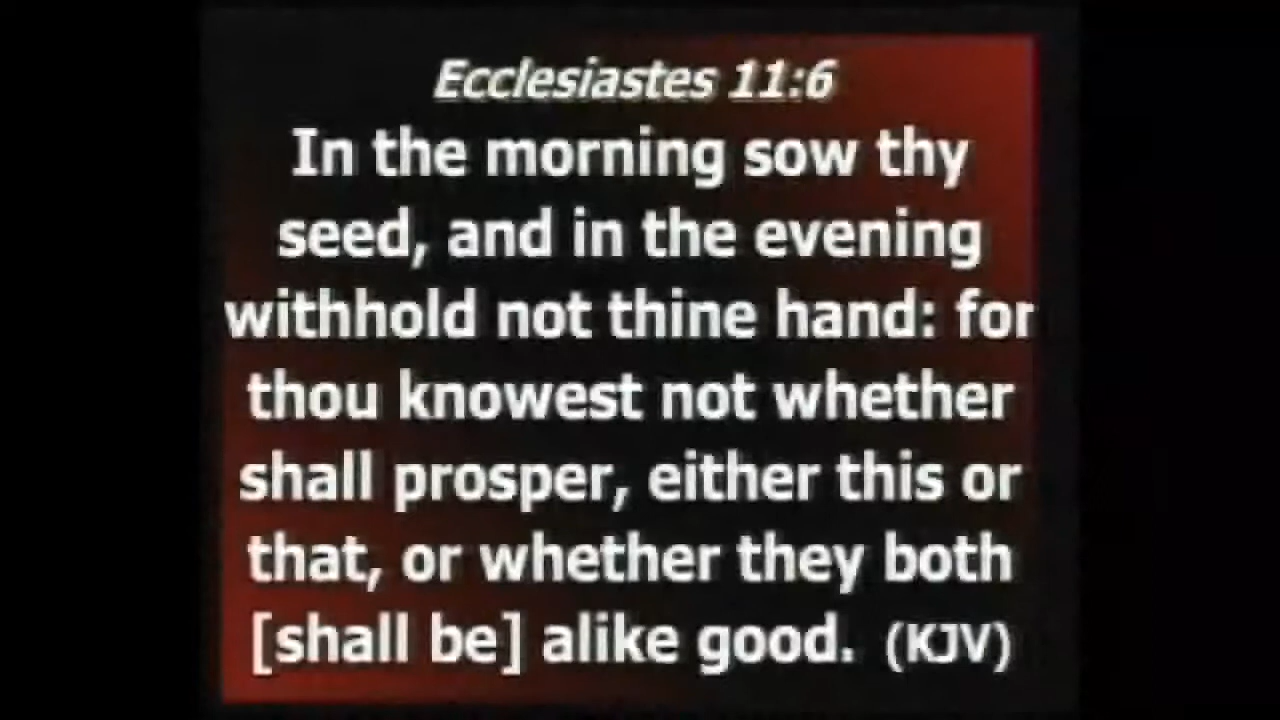 Ecclesiastes 11:6
In the morning sow thy
seed, and in the evening
withhold not thine hand: for
thou knowest not whether
shall prosper, either this or
that, or whether they both
[shall be] alike good. (KJV)